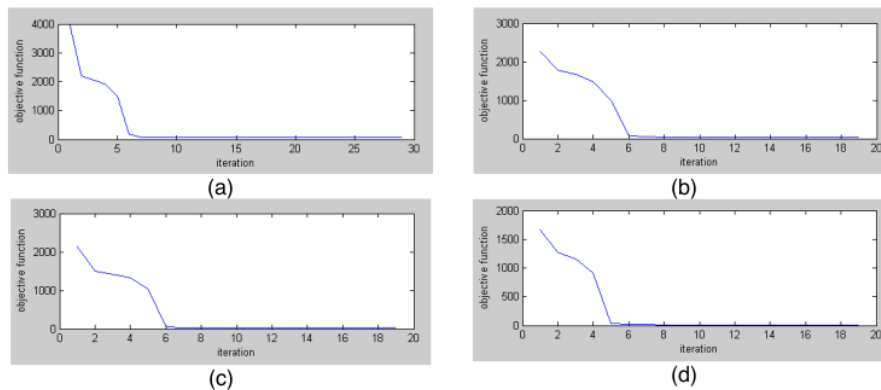 4000
3000
2000
1000
0
objective function
0 5 10 15 20 25 30
iteration
(a)
3000
2000
1000
0
objective function
0 2 4 6 8 10 12 14 16 18 20
iteration
(b)
3000
2000
1000
0
objective function
0 2 4 6 8 10 12 14 16 18 20
iteration
(c)
2000
1500
1000
500
0
objective function
0 2 4 6 8 10 12 14 16 18 20
iteration
(d)